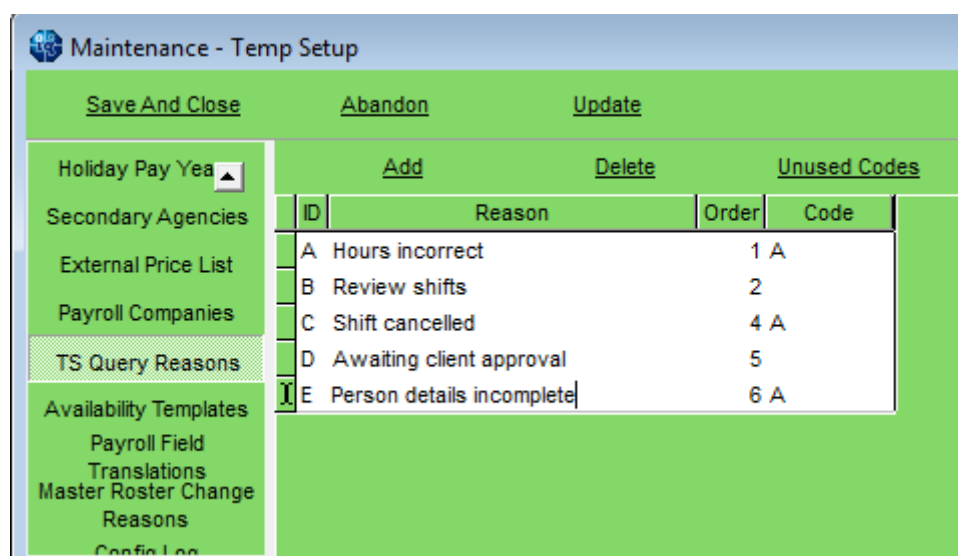 Maintenance - Temp Setup
Save And Close Abandon Update
Holiday Pay Yea
Secondary Agencies
External Price List
Payroll Companies
TS Query Reasons
Availability Templates
Payroll Field
Translations
Master Roster Change
Reasons
Config Log
Add Delete Unused Codes
ID Reason Order Code
A Hours incorrect 1 A
B Review shifts 2
C Shift cancelled 4 A
D Awaiting client approval 5
E Person details incomplete 6 A